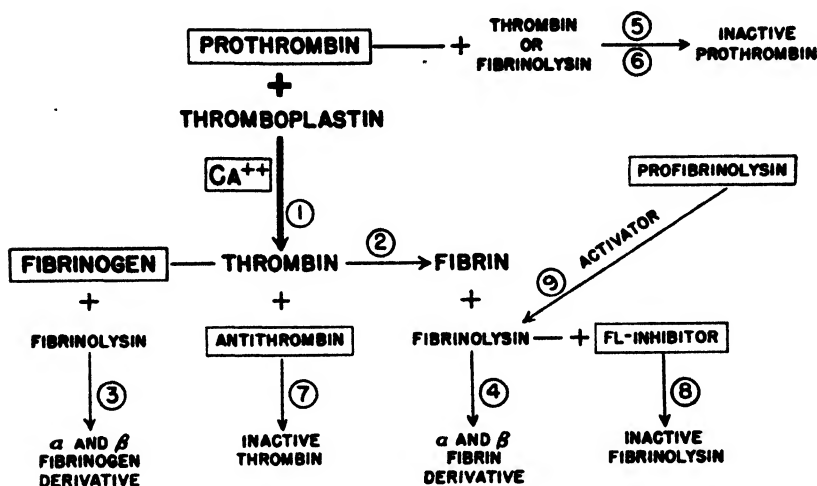 PROTHROMBIN + THROMBIN OR FIBRINOLYSIN ⑤ ⑥ INACTIVE PROTHROMBIN
+
THROMBOPLASTIN
CA++
①
PROFIBRINOLYSIN
ACTIVATOR
⑨
FIBRINOGEN THROMBIN ② FIBRIN
+ + +
FIBRINOLYSIN ANTITHROMBIN FIBRINOLYSIN + FL-INHIBITOR
③ ⑦ ④ ⑧
α AND β INACTIVE α AND β INACTIVE
FIBRINOGEN THROMBIN FIBRIN FIBRINOLYSIN
DERIVATIVE DERIVATIVE